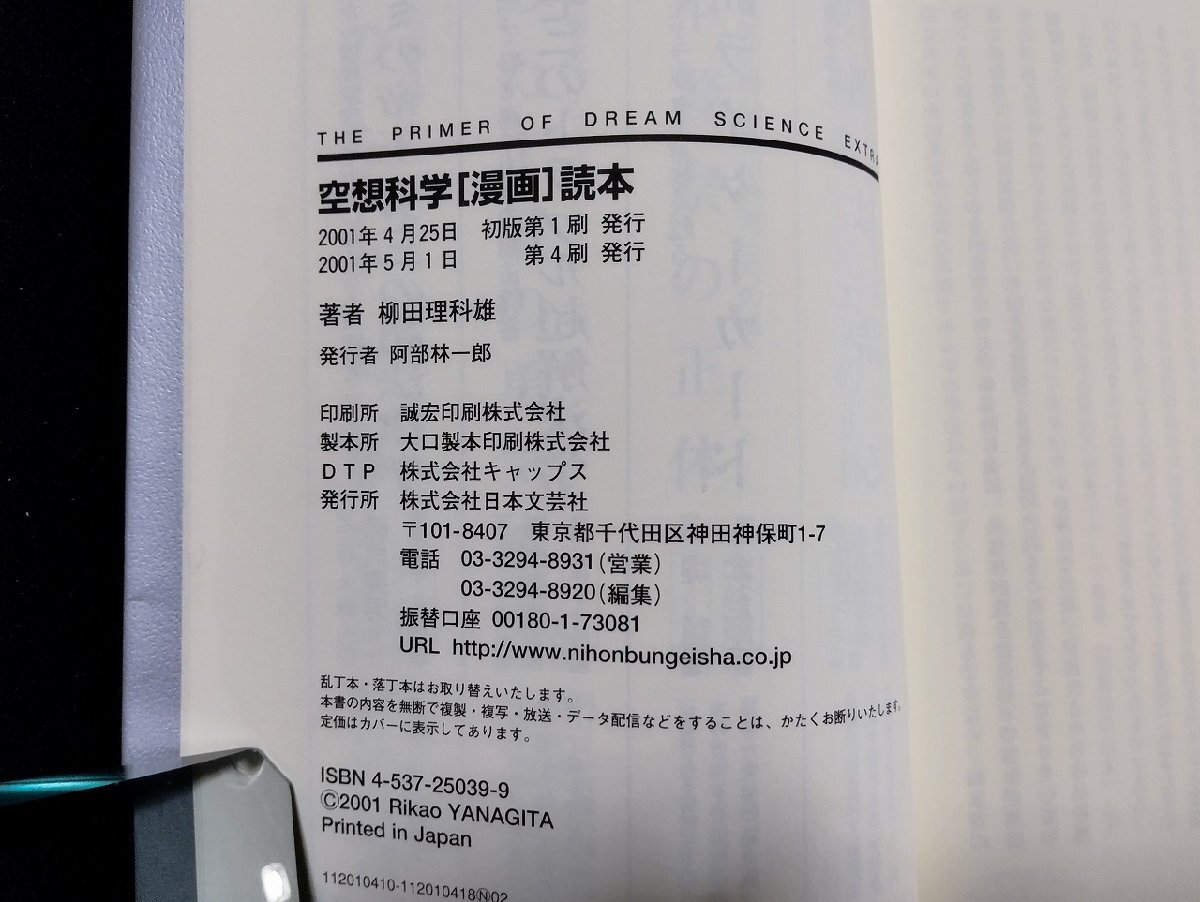 THE PRIMER OF DREAM SCIENCE EXTRA
空想科学[漫画]読本
2001年4月25日 初版第1刷 発行
2001年5月1日 第4刷 発行
著者 柳田理科雄
発行者 阿部林一郎
印刷所 誠宏印刷株式会社
製本所 大口製本印刷株式会社
DTP 株式会社キャップス
発行所 株式会社日本文芸社
〒101-8407 東京都千代田区神田神保町1-7
電話 03-3294-8931(営業)
03-3294-8920(編集)
振替口座 00180-1-73081
URL http://www.nihonbungeisha.co.jp
乱丁本・落丁本はお取り替えいたします。
本書の内容を無断で複製・複写・放送・データ配信などをすることは、かたくお断りいたします。
定価はカバーに表示してあります。
ISBN 4-537-25039-9
©2001 Rikao YANAGITA
Printed in Japan
112010410-112010418Ⓝ02